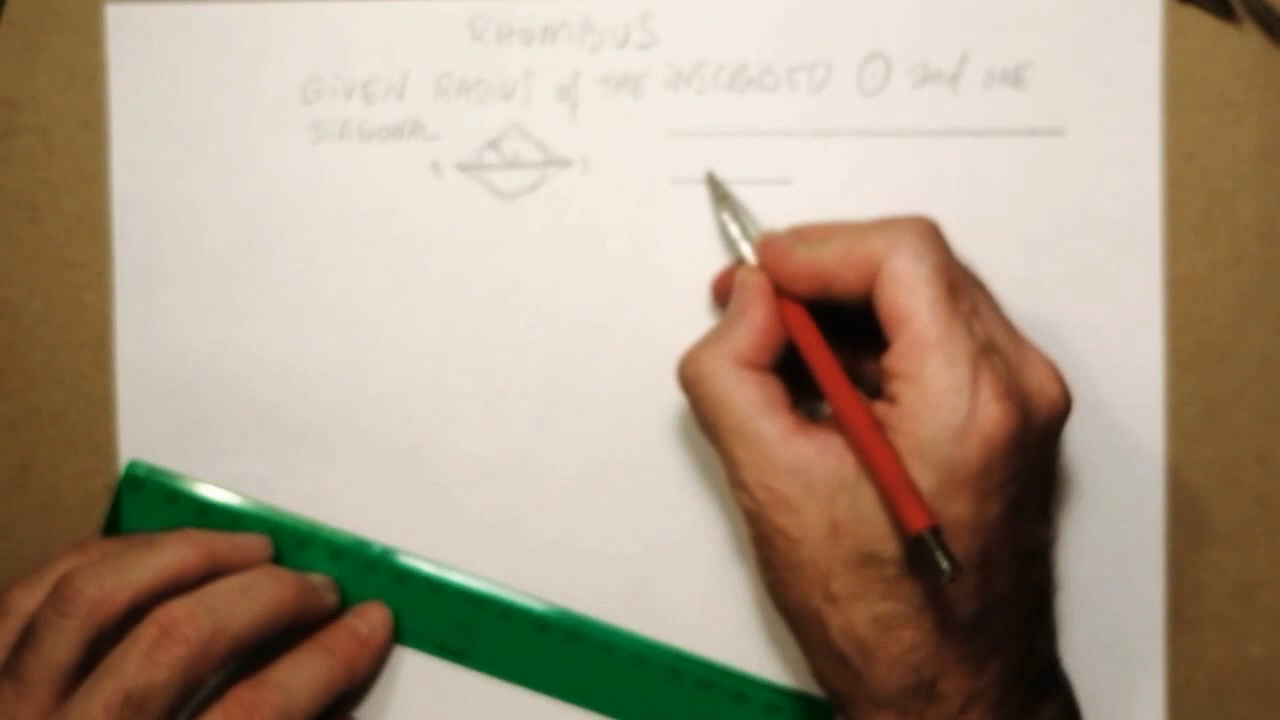 RHOMBUS
GIVEN RADIUS of THE INSCRIBED O and ONE
DIAGONAL